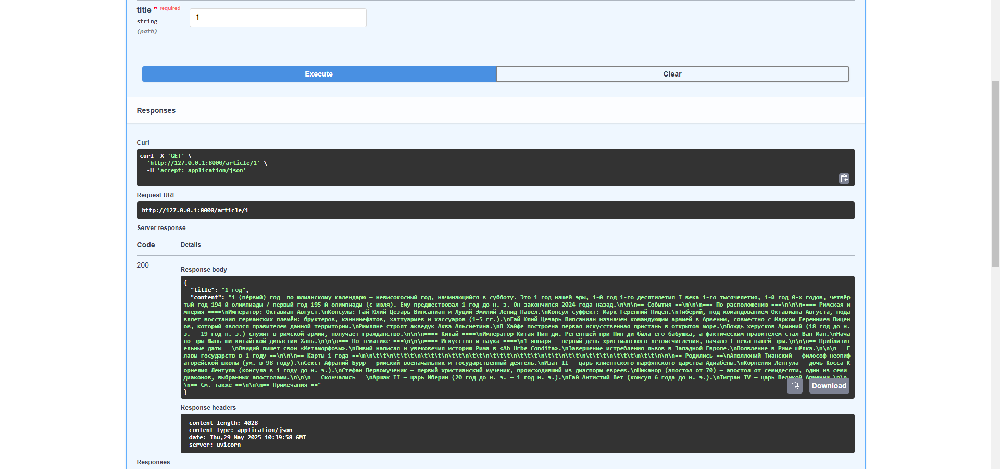 title * required
string
(path)
1
Execute
Clear
Responses
Curl
curl -X 'GET' \
'http://127.0.0.1:8000/article/1' \
-H 'accept: application/json'
Request URL
http://127.0.0.1:8000/article/1
Server response
Code
Details
200
Response body
{
"title": "1 год",
"content": "1 (пе́рвый) год  по юлианскому календарю — невисокосный год, начинающийся в субботу. Это 1 год нашей эры, 1-й год 1-го десятилетия I века 1-го тысячелетия, 1-й год 0-х годов, четвёр
тый год 194-й олимпиады / первый год 195-й олимпиады (с июля). Ему предшествовал 1 год до н. э. Он закончился 2024 года назад.\n\n\n== События ==\n\n\n=== По расположению ===\n\n\n==== Римская и
мперия ====\nИмператор: Октавиан Август.\nКонсулы: Гай Юлий Цезарь Випсаниан и Луций Эмилий Лепид Павел.\nКонсул-суффект: Марк Геренний Пицен.\nТиберий, под командованием Октавиана Августа, пода
вляет восстания германских племён: бруктеров, каннинефатов, хаттуариев и хассуаров (1—5 гг.).\nГай Юлий Цезарь Випсаниан назначен командующим армией в Армении, совместно с Марком Гереннием Пицен
ом, который являлся правителем данной территории.\nРимляне строят акведук Аква Альсиетина.\nВ Хайфе построена первая искусственная пристань в открытом море.\nВождь херусков Арминий (18 год до н.
э. — 19 год н. э.) служит в римской армии, получает гражданство.\n\n\n==== Китай ====\nИмператор Китая Пин-ди. Регентшей при Пин-ди была его бабушка, а фактическим правителем стал Ван Ман.\nНача
ло эры Юань ши китайской династии Хань.\n\n\n=== По тематике ===\n\n\n==== Искусство и наука ====\n1 января — первый день христианского летоисчисления, начало I века нашей эры.\n\n\n== Приблизит
ельные даты ==\nОвидий пишет свои «Метаморфозы».\nЛивий написал и увековечил историю Рима в «Ab Urbe Condita».\nЗавершение истребления львов в Западной Европе.\nПоявление в Риме шёлка.\n\n\n== Г
лавы государств в 1 году ==\n\n\n== Карты 1 года ==\n\n\t\t\n\t\t\t\n\t\t\t\n\t\t\n\t\t\n\t\t\t\n\t\t\t\n\t\t\n\t\t\n\t\t\t\n\t\t\t\n\t\t\n\n\n== Родились ==\nАполлоний Тианский — философ неопиф
агорейской школы (ум. в 98 году).\nСекст Афраний Бурр — римский военачальник и государственный деятель.\nИзат II — царь клиентского парфянского царства Адиабены.\nКорнелия Лентула — дочь Косса К
орнелия Лентула (консула в 1 году до н. э.).\nСтефан Первомученик — первый христианский мученик, происходивший из диаспоры евреев.\nНиканор (апостол от 70) — апостол от семидесяти, один из семи
диаконов, выбранных апостолами.\n\n\n== Скончались ==\nАршак II — царь Иберии (20 год до н. э. — 1 год н. э.).\nГай Антистий Вет (консул 6 года до н. э.).\nТигран IV — царь Великой Армении.\n\n
\n== См. также ==\n\n\n== Примечания =="
}
Download
Response headers
content-length: 4028
content-type: application/json
date: Thu,29 May 2025 10:39:58 GMT
server: uvicorn
Responses